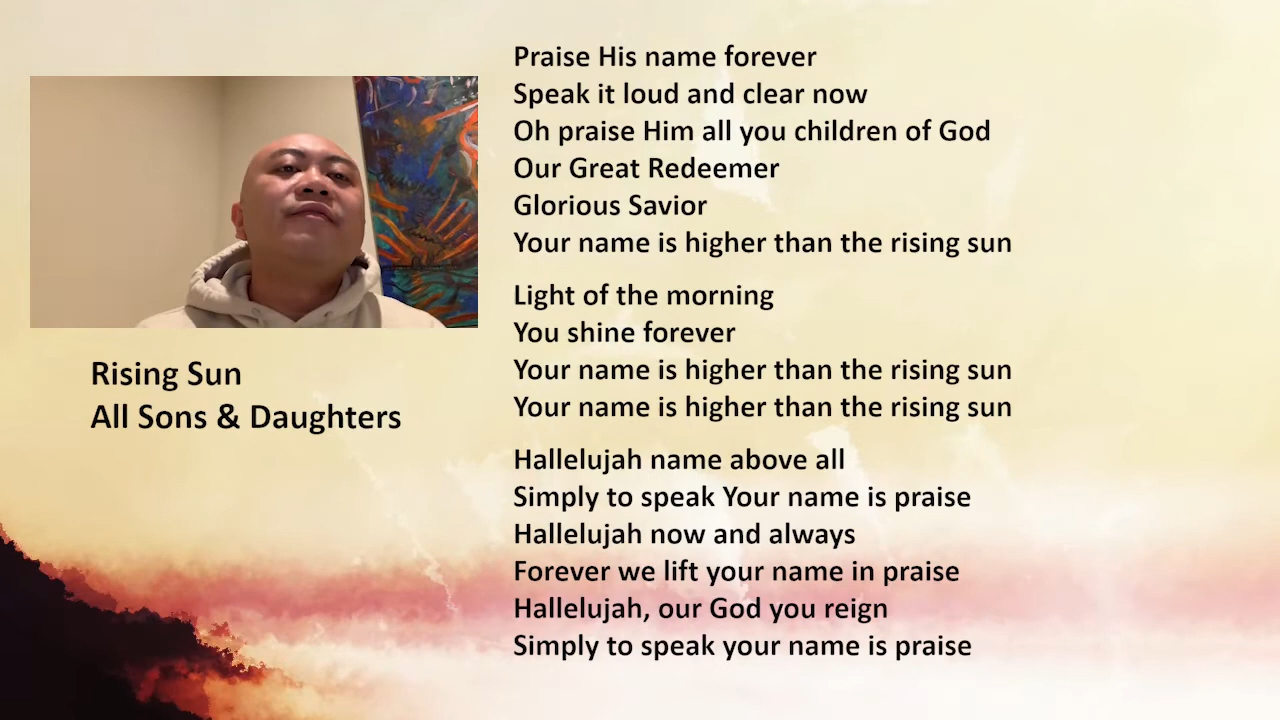 Praise His name forever
Speak it loud and clear now
Oh praise Him all you children of God
Our Great Redeemer
Glorious Savior
Your name is higher than the rising sun
Light of the morning
You shine forever
Your name is higher than the rising sun
Your name is higher than the rising sun
Hallelujah name above all
Simply to speak Your name is praise
Hallelujah now and always
Forever we lift your name in praise
Hallelujah, our God you reign
Simply to speak your name is praise
Rising Sun
All Sons & Daughters